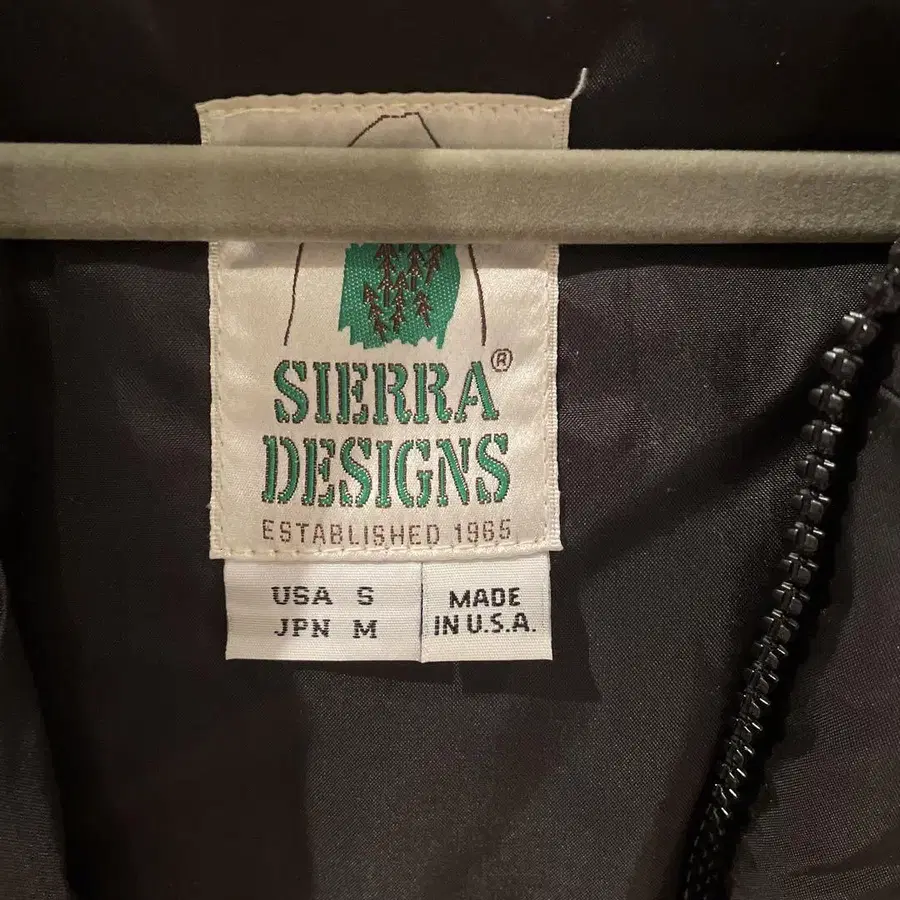 SIERRA®
DESIGNS
ESTABLISHED 1965
USA S
JPN M
MADE
IN U.S.A.